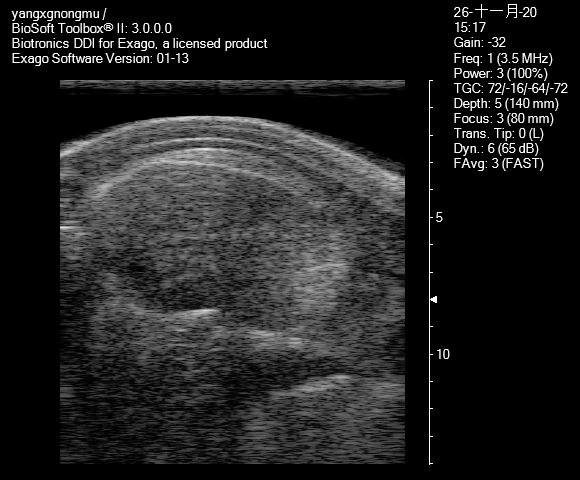 yangxgnongmu /
BioSoft Toolbox® II: 3.0.0.0
Biotronics DDI for Exago, a licensed product
Exago Software Version: 01-13
26-十一月-20
15:17
Gain: -32
Freq: 1 (3.5 MHz)
Power: 3 (100%)
TGC: 72/-16/-64/-72
Depth: 5 (140 mm)
Focus: 3 (80 mm)
Trans. Tip: 0 (L)
Dyn.: 6 (65 dB)
FAvg: 3 (FAST)
5
10